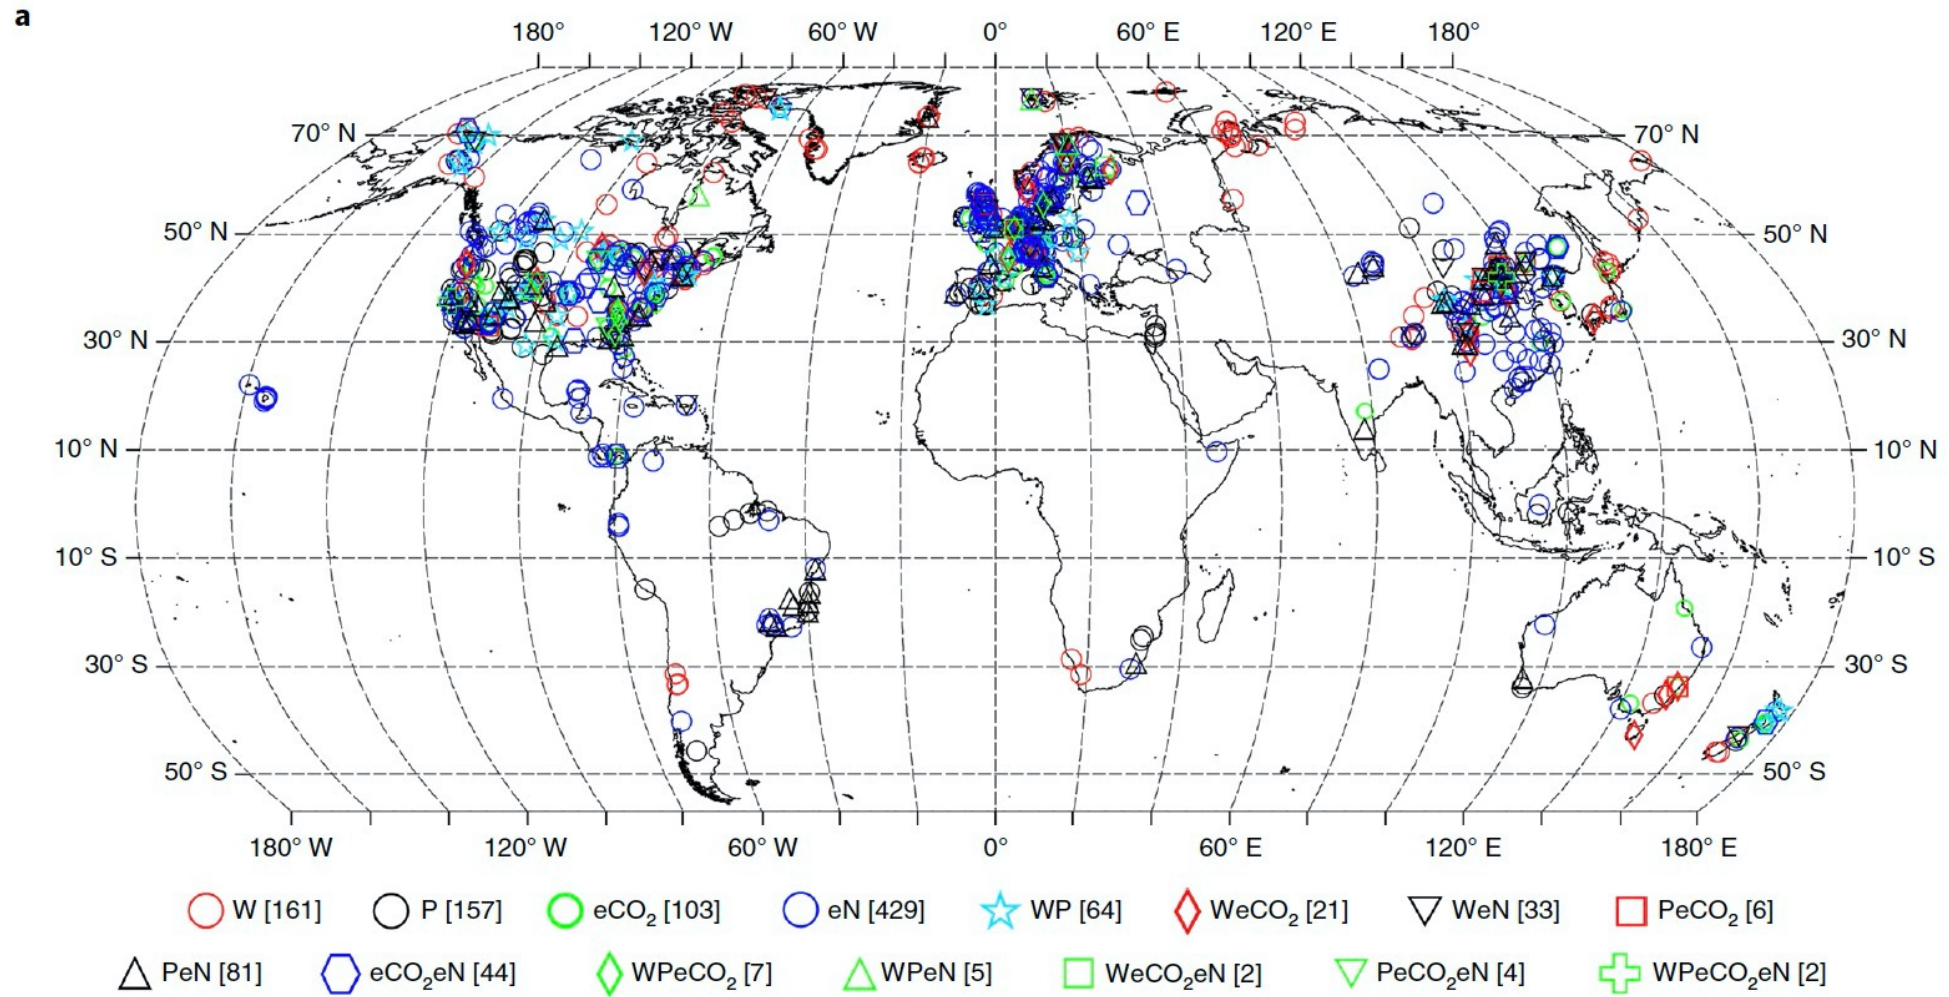 a
180° 120° W 60° W 0° 60° E 120° E 180°
70° N 70° N
50° N 50° N
30° N 30° N
10° N 10° N
10° S 10° S
30° S 30° S
50° S 50° S
180° W 120° W 60° W 0° 60° E 120° E 180° E
W [161] P [157] eCO₂ [103] eN [429] WP [64] WeCO₂ [21] WeN [33] PeCO₂ [6]
PeN [81] eCO₂eN [44] WPeCO₂ [7] WPeN [5] WeCO₂eN [2] PeCO₂eN [4] WPeCO₂eN [2]